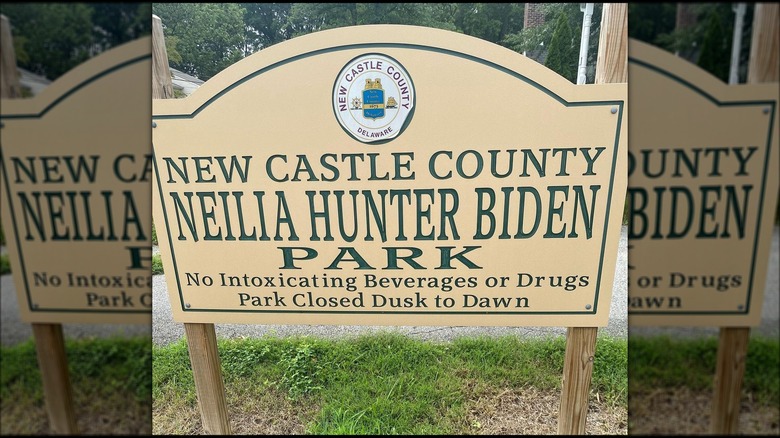 NEW CASTLE COUNTY
DELAWARE
NEW CASTLE COUNTY
NEILIA HUNTER BIDEN
PARK
No Intoxicating Beverages or Drugs
Park Closed Dusk to Dawn